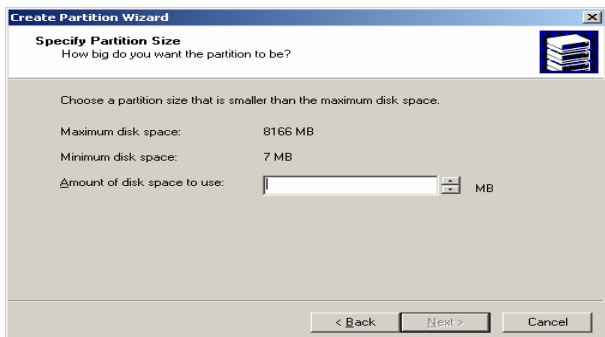 Create Partition Wizard
Specify Partition Size
How big do you want the partition to be?
Choose a partition size that is smaller than the maximum disk space.
Maximum disk space: 8166 MB
Minimum disk space: 7 MB
Amount of disk space to use: MB
< Back Next > Cancel